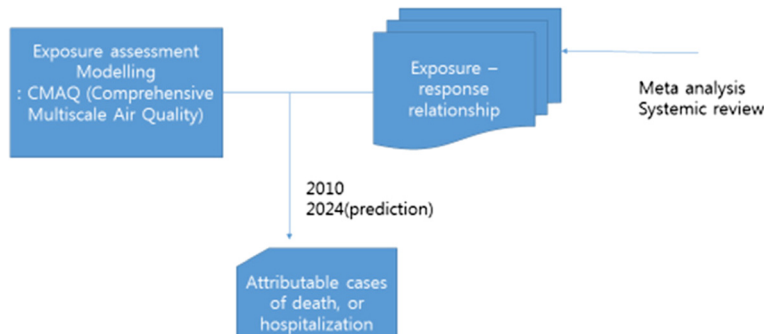 Exposure assessment
Modelling
: CMAQ (Comprehensive
Multiscale Air Quality)
Exposure –
response
relationship
Meta analysis
Systemic review
2010
2024(prediction)
Attributable cases
of death, or
hospitalization